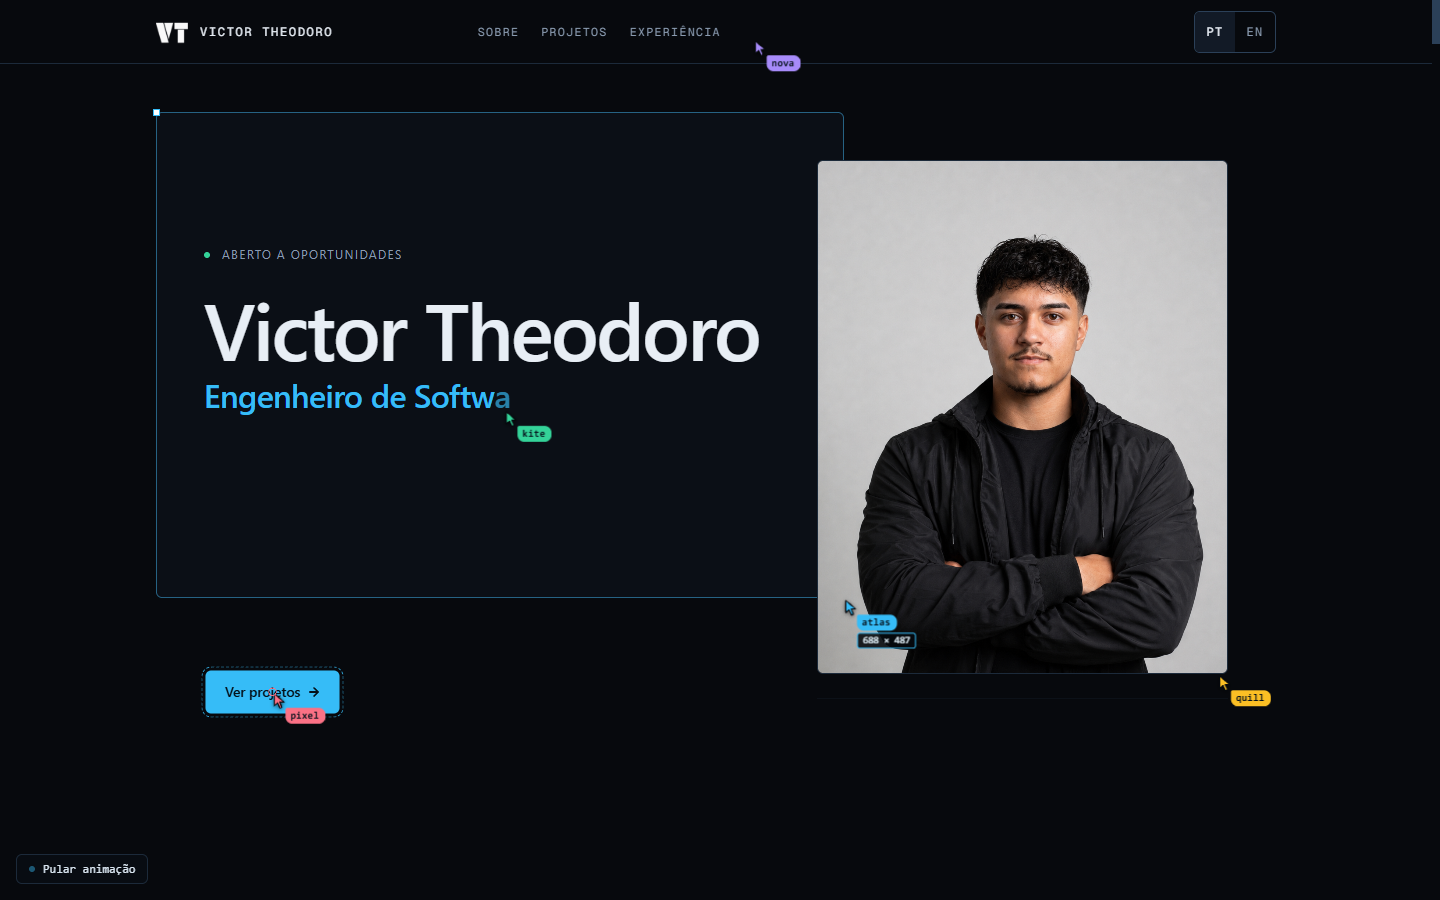 VT VICTOR THEODORO
SOBRE PROJETOS EXPERIÊNCIA
PT EN
nova
ABERTO A OPORTUNIDADES
Victor Theodoro
Engenheiro de Softwa
kite
atlas
688 × 487
Ver projetos →
pixel
quill
Pular animação